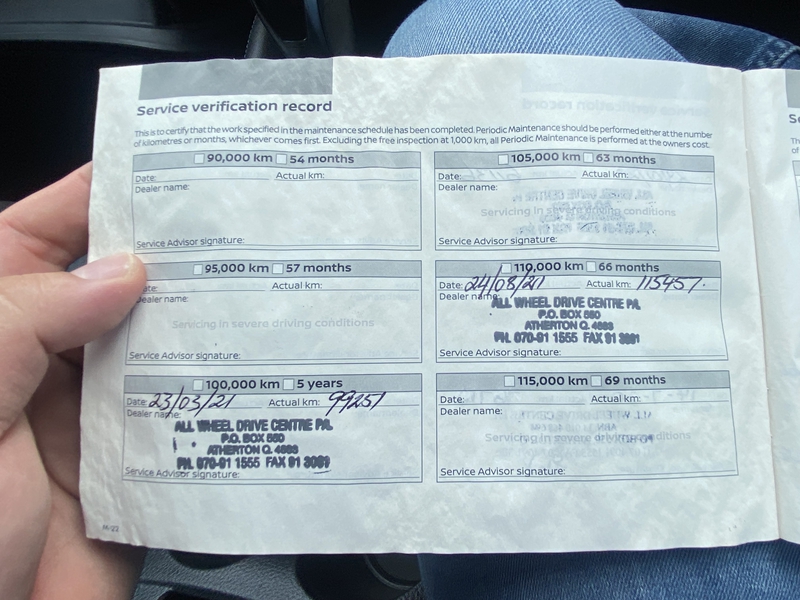 Service verification record
This is to certify that the work specified in the maintenance schedule has been completed. Periodic Maintenance should be performed either at the number
of kilometres or months, whichever comes first. Excluding the free inspection at 1,000 km, all Periodic Maintenance is performed at the owners cost.
90,000 km 54 months
Date: Actual km:
Dealer name:
Service Advisor signature:
95,000 km 57 months
ate: Actual km:
Dealer name:
Servicing in severe driving conditions
Service Advisor signature:
100,000 km 5 years
Date: 23/03/21 Actual km: 99251
Dealer name:
ALL WHEEL DRIVE CENTRE P/L
P.O. BOX 550
ATHERTON Q. 4883
PH. 070-91 1555 FAX 91 3081
Service Advisor signature:
105,000 km 63 months
Date: Actual km:
Dealer name:
Servicing in severe driving conditions
Service Advisor signature:
110,000 km 66 months
Date: 24/08/21 Actual km: 115457.
Dealer name:
ALL WHEEL DRIVE CENTRE P/L
P.O. BOX 550
ATHERTON Q. 4883
PH. 070-91 1555 FAX 91 3081
Service Advisor signature:
115,000 km 69 months
Date: Actual km:
Dealer name:
Servicing in severe driving conditions
Service Advisor signature: